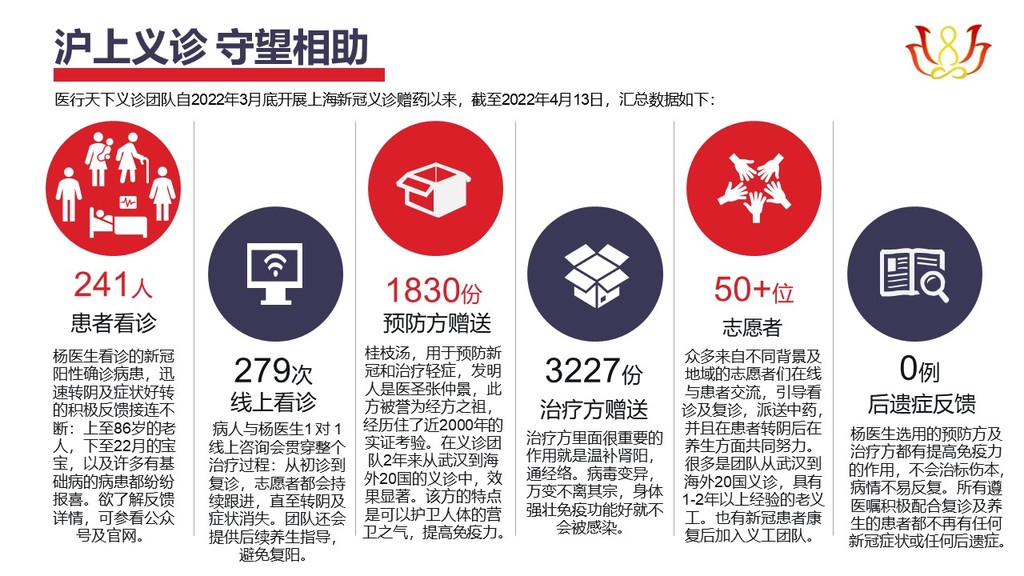 沪上义诊 守望相助
医行天下义诊团队自2022年3月底开展上海新冠义诊赠药以来，截至2022年4月13日，汇总数据如下：
241人
患者看诊
杨医生看诊的新冠
阳性确诊病患，迅
速转阴及症状好转
的积极反馈接连不
断：上至86岁的老
人，下至22月的宝
宝，以及许多有基
础病的病患都纷纷
报喜。欲了解反馈
详情，可参看公众
号及官网。
279次
线上看诊
病人与杨医生1 对 1
线上咨询会贯穿整个
治疗过程：从初诊到
复诊，志愿者都会持
续跟进，直至转阴及
症状消失。团队还会
提供后续养生指导，
避免复阳。
1830份
预防方赠送
桂枝汤，用于预防新
冠和治疗轻症，发明
人是医圣张仲景，此
方被誉为经方之祖，
经历住了近2000年的
实证考验。在义诊团
队2年来从武汉到海
外20国的义诊中，效
果显著。该方的特点
是可以护卫人体的营
卫之气，提高免疫力。
3227份
治疗方赠送
治疗方里面很重要的
作用就是温补肾阳，
通经络。病毒变异，
万变不离其宗，身体
强壮免疫功能好就不
会被感染。
50+位
志愿者
众多来自不同背景及
地域的志愿者们在线
与患者交流，引导看
诊及复诊，派送中药，
并且在患者转阴后在
养生方面共同努力。
很多是团队从武汉到
海外20国义诊，具有
1-2年以上经验的老义
工。也有新冠患者康
复后加入义工团队。
0例
后遗症反馈
杨医生选用的预防方及
治疗方都有提高免疫力
的作用，不会治标伤本，
病情不易反复。所有遵
医嘱积极配合复诊及养
生的患者都不再有任何
新冠症状或任何后遗症。